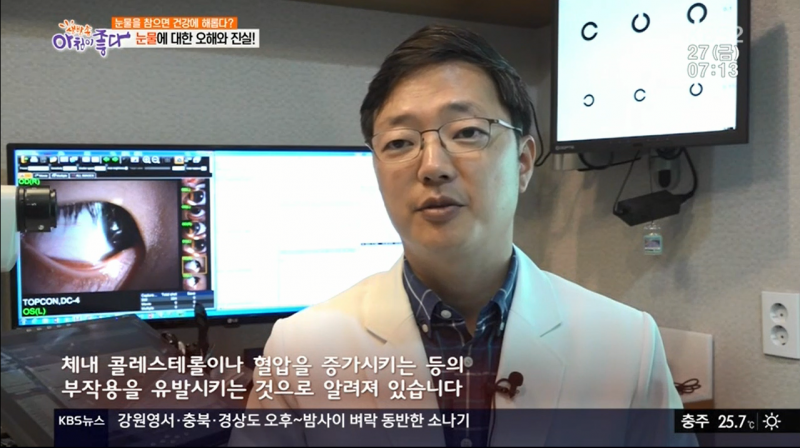 눈물을 참으면 건강에 해롭다?
눈물에 대한 오해와 진실!
아침이 좋다
2
27(금)
07:13
OD(R)
TOPCON,DC-4
OS(L)
체내 콜레스테롤이나 혈압을 증가시키는 등의
부작용을 유발시키는 것으로 알려져 있습니다
KBS뉴스 강원영서·충북·경상도 오후~밤사이 벼락 동반한 소나기 충주 25.7℃